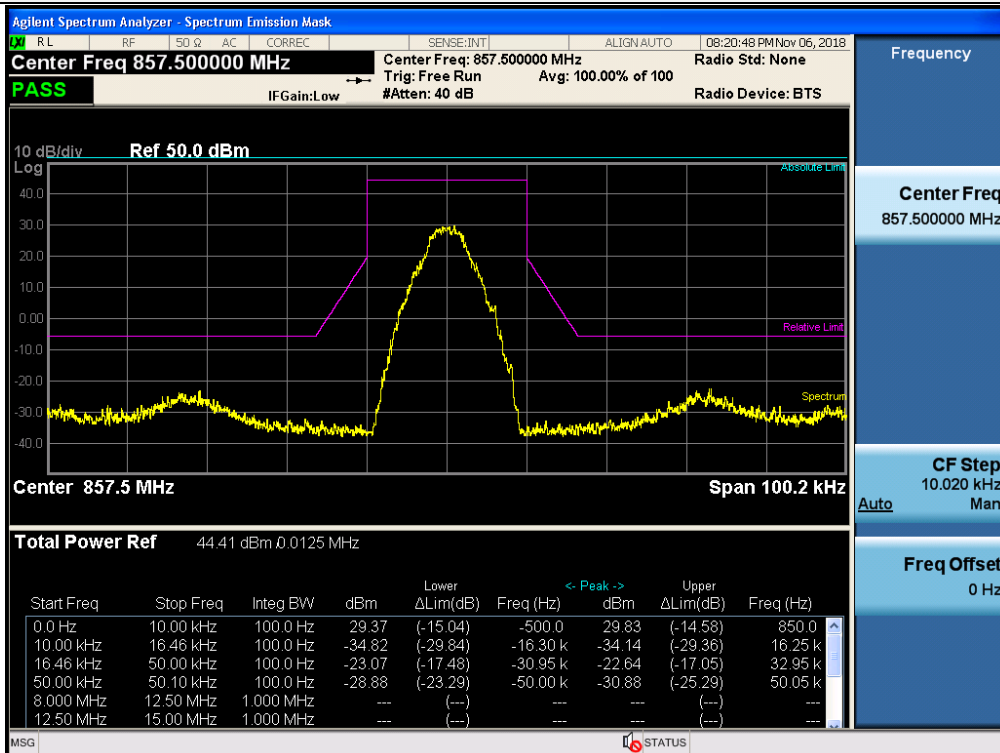 Agilent Spectrum Analyzer - Spectrum Emission Mask
LXI RL RF 50 Ω AC CORREC SENSE:INT ALIGN AUTO 08:20:48 PM Nov 06, 2018
Center Freq 857.500000 MHz
Center Freq: 857.500000 MHz
Radio Std: None
Trig: Free Run Avg: 100.00% of 100
PASS
IFGain:Low
#Atten: 40 dB
Radio Device: BTS
10 dB/div Ref 50.0 dBm
Log
Absolute Limit
40.0
30.0
20.0
10.0
0.00
Relative Limit
-10.0
-20.0
Spectrum
-30.0
-40.0
Center 857.5 MHz Span 100.2 kHz
Total Power Ref 44.41 dBm / 0.0125 MHz
Lower <- Peak -> Upper
Start Freq Stop Freq Integ BW dBm ΔLim(dB) Freq (Hz) dBm ΔLim(dB) Freq (Hz)
0.0 Hz 10.00 kHz 100.0 Hz 29.37 (-15.04) -500.0 29.83 (-14.58) 850.0
10.00 kHz 16.46 kHz 100.0 Hz -34.82 (-29.84) -16.30 k -34.14 (-29.36) 16.25 k
16.46 kHz 50.00 kHz 100.0 Hz -23.07 (-17.48) -30.95 k -22.64 (-17.05) 32.95 k
50.00 kHz 50.10 kHz 100.0 Hz -28.88 (-23.29) -50.00 k -30.88 (-25.29) 50.05 k
8.000 MHz 12.50 MHz 1.000 MHz --- (---) --- --- (---) ---
12.50 MHz 15.00 MHz 1.000 MHz --- (---) --- --- (---) ---
MSG STATUS
Frequency
Center Freq
857.500000 MHz
CF Step
10.020 kHz
Auto Man
Freq Offset
0 Hz